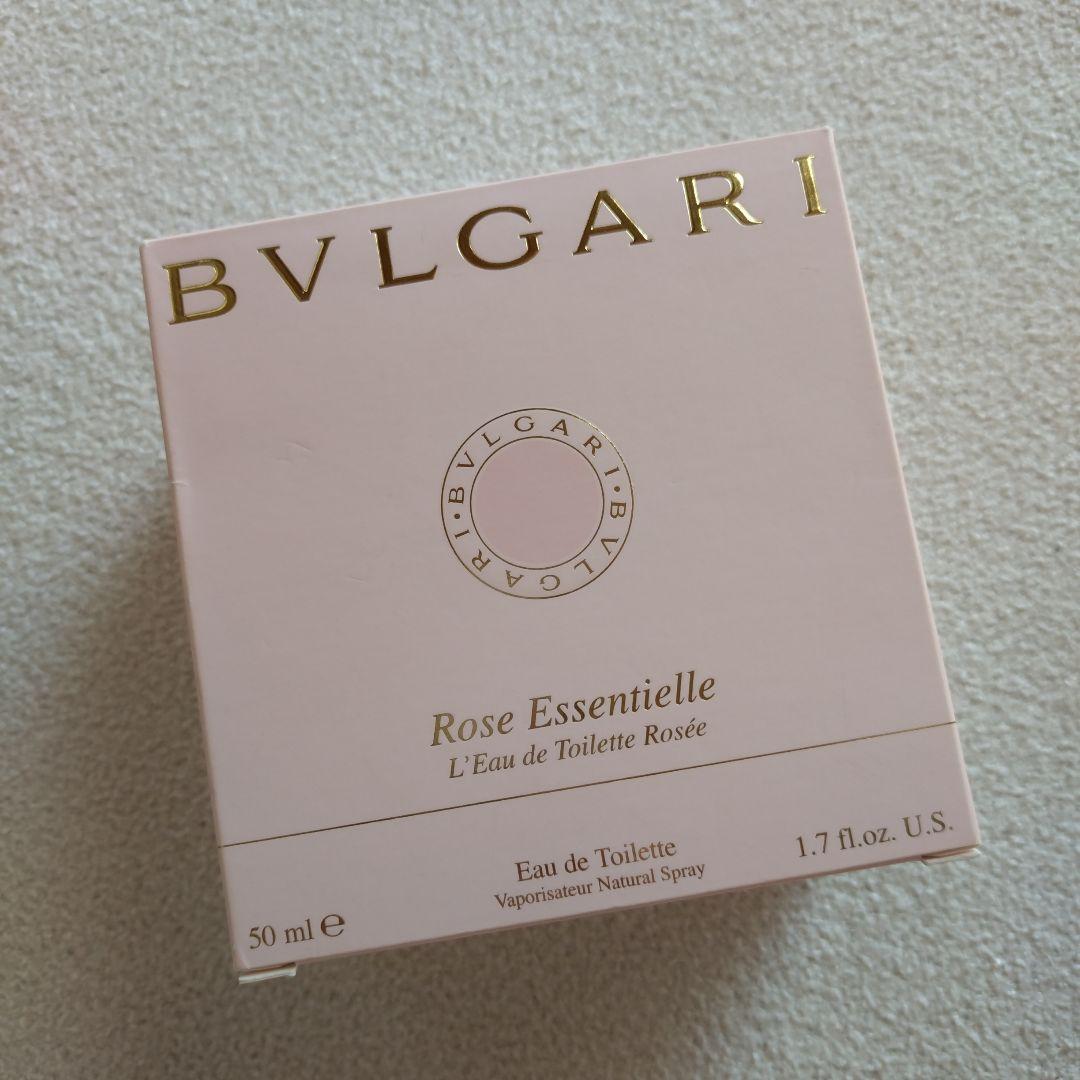 BVLGARI
BVLGARI • BVLGARI •
Rose Essentielle
L'Eau de Toilette Rosée
Eau de Toilette
Vaporisateur Natural Spray
50 ml ℮
1.7 fl.oz. U.S.